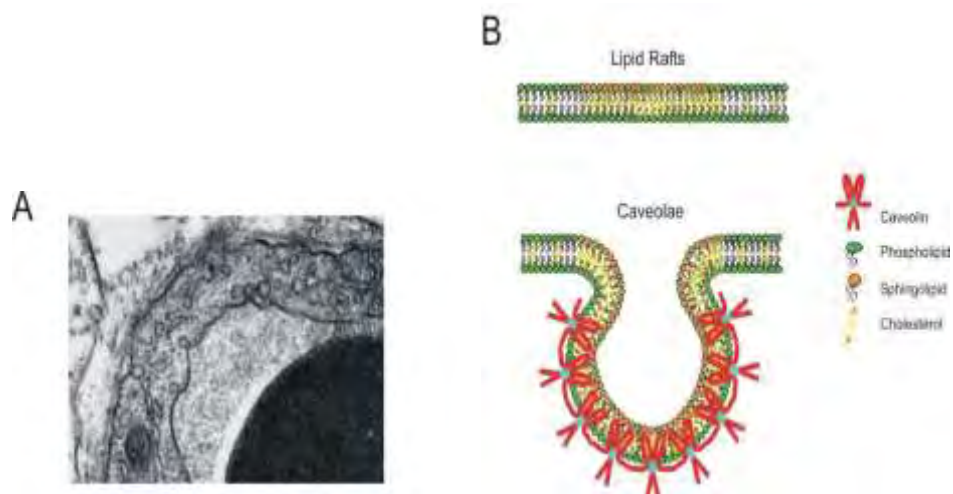 A
B
Lipid Rafts
Caveolae
Caveolin
Phospholipid
Sphingolipid
Cholesterol